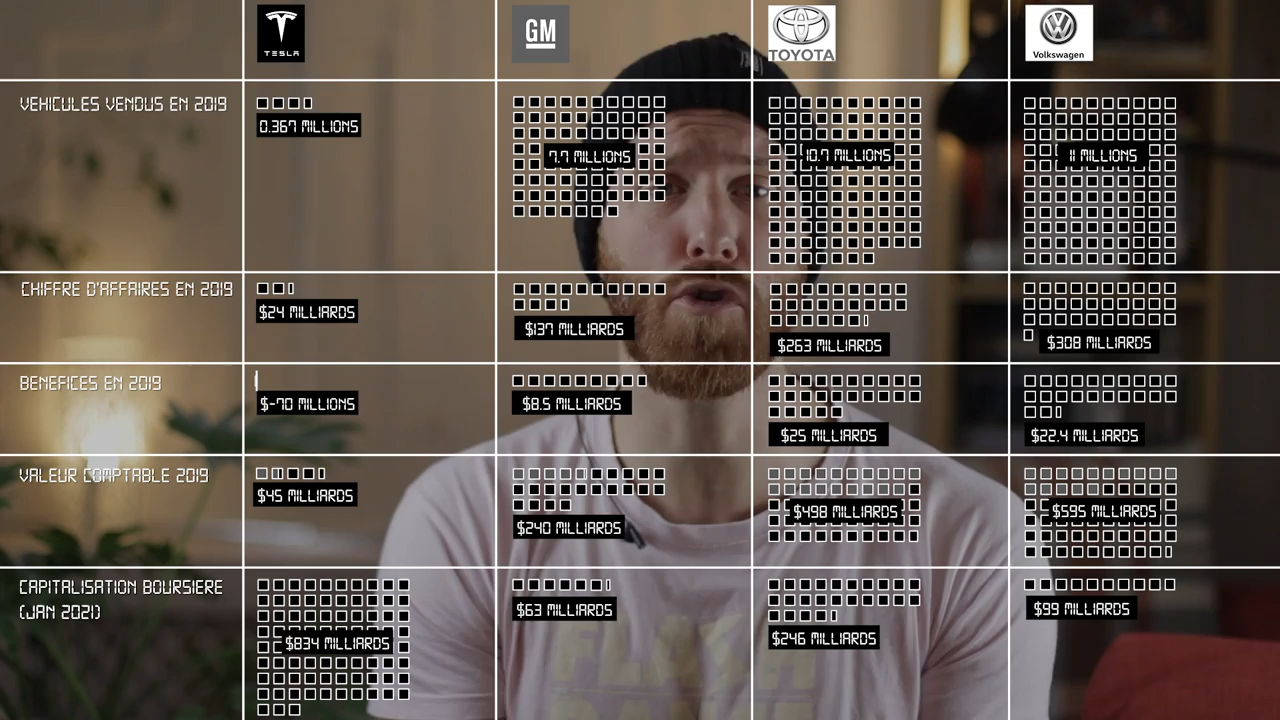 TESLA
GM
TOYOTA
Volkswagen
VEHICULES VENDUS EN 2019
0.367 MILLIONS
7.7 MILLIONS
10.7 MILLIONS
11 MILLIONS
CHIFFRE D'AFFAIRES EN 2019
$24 MILLIARDS
$137 MILLIARDS
$263 MILLIARDS
$308 MILLIARDS
BENEFICES EN 2019
$-70 MILLIONS
$8.5 MILLIARDS
$25 MILLIARDS
$22.4 MILLIARDS
VALEUR COMPTABLE 2019
$45 MILLIARDS
$240 MILLIARDS
$498 MILLIARDS
$595 MILLIARDS
CAPITALISATION BOURSIERE
(JAN 2021)
$834 MILLIARDS
$63 MILLIARDS
$246 MILLIARDS
$99 MILLIARDS
FLASH